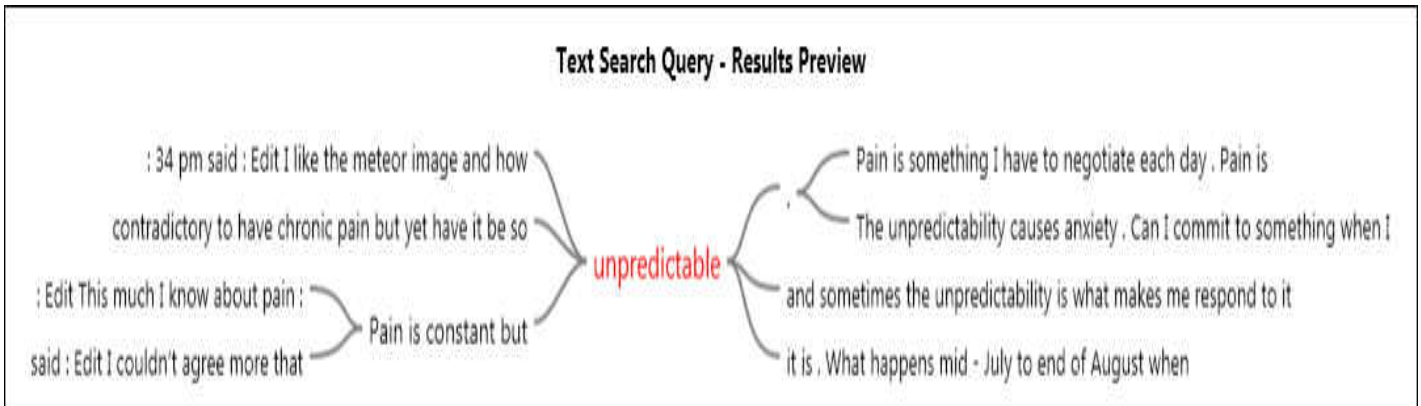 Text Search Query - Results Preview
: 34 pm said : Edit I like the meteor image and how
contradictory to have chronic pain but yet have it be so
: Edit This much I know about pain :
said : Edit I couldn't agree more that
Pain is constant but
unpredictable
.
Pain is something I have to negotiate each day . Pain is
The unpredictability causes anxiety . Can I commit to something when I
and sometimes the unpredictability is what makes me respond to it
it is . What happens mid - July to end of August when